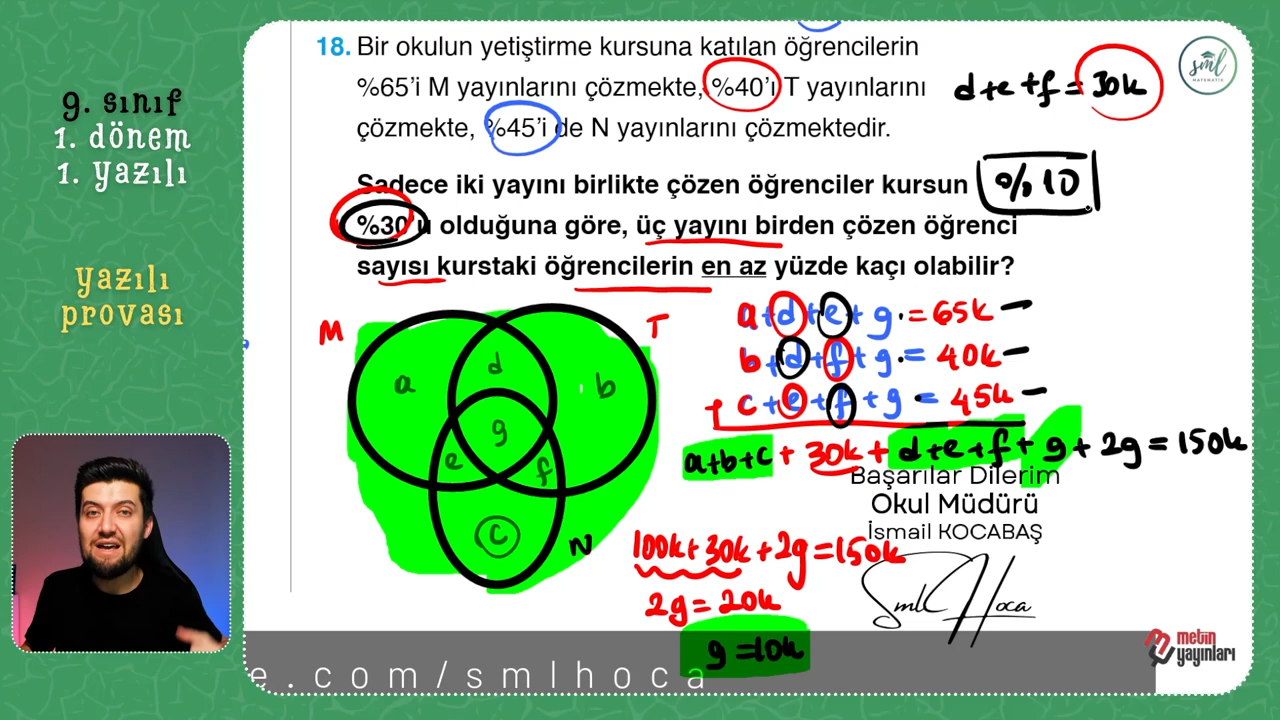 9. sınıf
1. dönem
1. yazılı
yazılı
provası
18. Bir okulun yetiştirme kursuna katılan öğrencilerin
%65'i M yayınlarını çözmekte, %40'ı T yayınlarını
çözmekte, %45'i de N yayınlarını çözmektedir.
d+e+f=30k
sml
MATEMATİK
Sadece iki yayını birlikte çözen öğrenciler kursun
%30'u olduğuna göre, üç yayını birden çözen öğrenci
sayısı kurstaki öğrencilerin en az yüzde kaçı olabilir?
%10
M
T
a
d
b
g
e
f
c
N
a+d+e+g=65k
b+d+f+g=40k
+ c+e+f+g=45k
a+b+c+30k+d+e+f+g+2g=150k
Başarılar Dilerim
Okul Müdürü
İsmail KOCABAŞ
Sml Hoca
100k+30k+2g=150k
2g=20k
g=10k
e.com/smlhoca
metin
yayınları